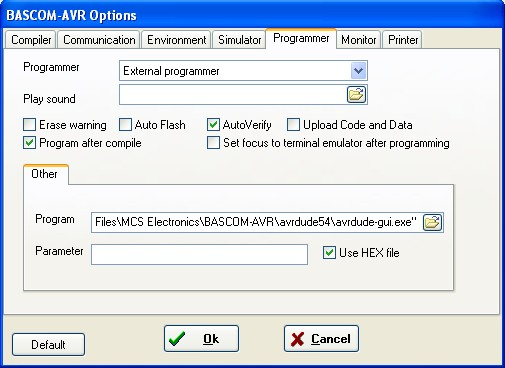 BASCOM-AVR Options
Compiler Communication Environment Simulator Programmer Monitor Printer
Programmer External programmer
Play sound
Erase warning Auto Flash AutoVerify Upload Code and Data
Program after compile Set focus to terminal emulator after programming
Other
Program Files\MCS Electronics\BASCOM-AVR\avrdude54\avrdude-gui.exe"
Parameter Use HEX file
Default Ok Cancel